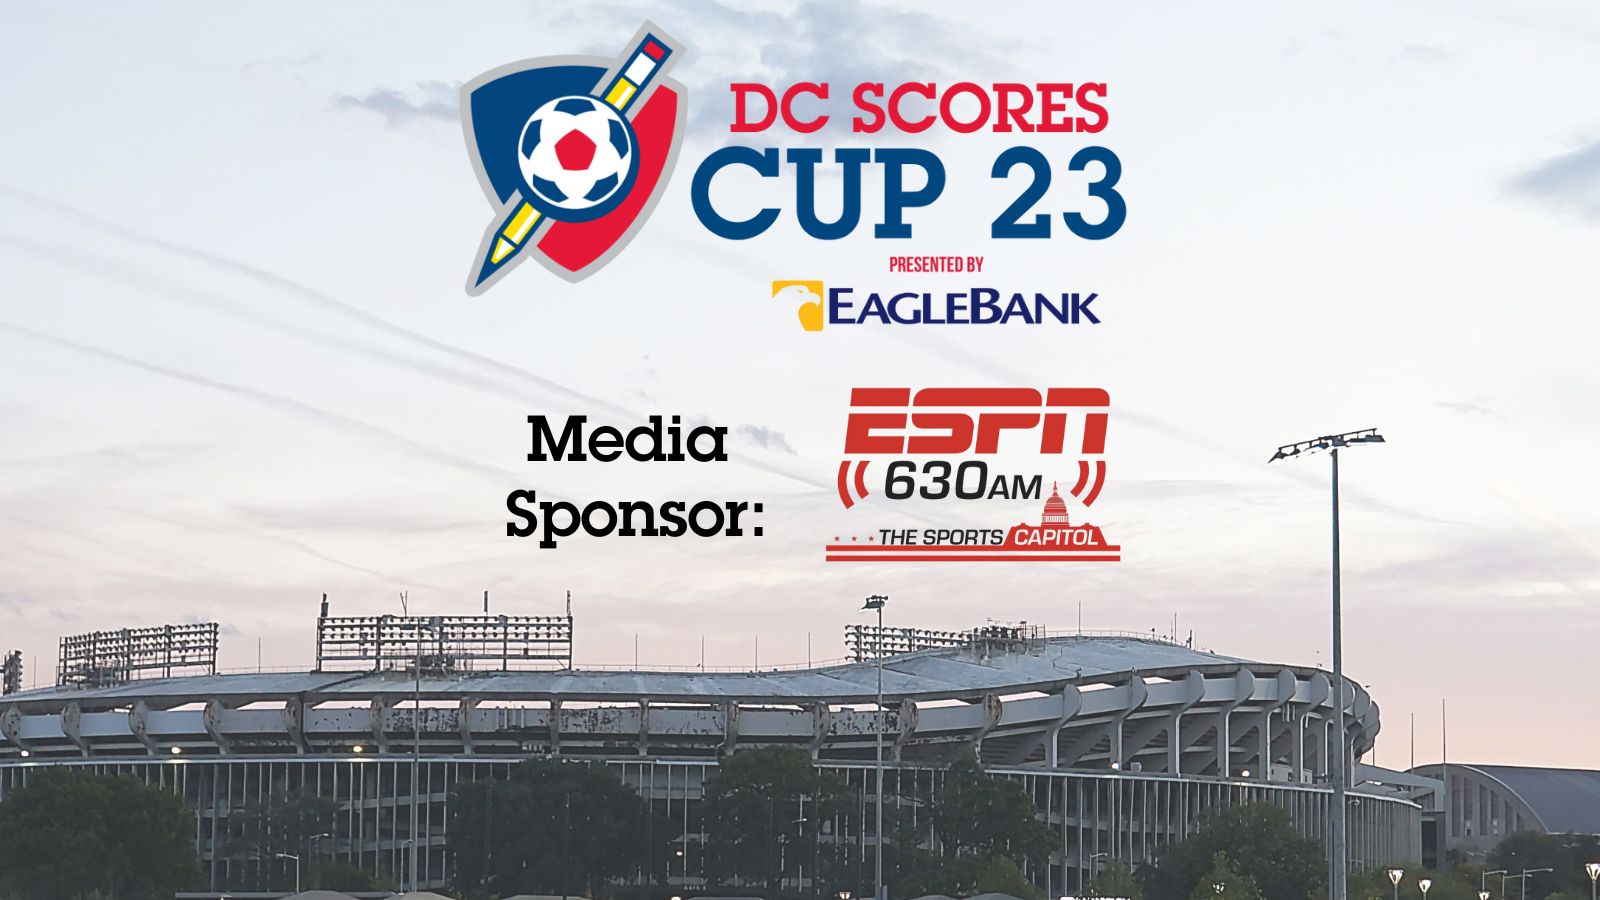 DC SCORES
CUP 23
PRESENTED BY
EAGLEBANK
Media
Sponsor:
ESPN
630AM
THE SPORTS CAPITOL